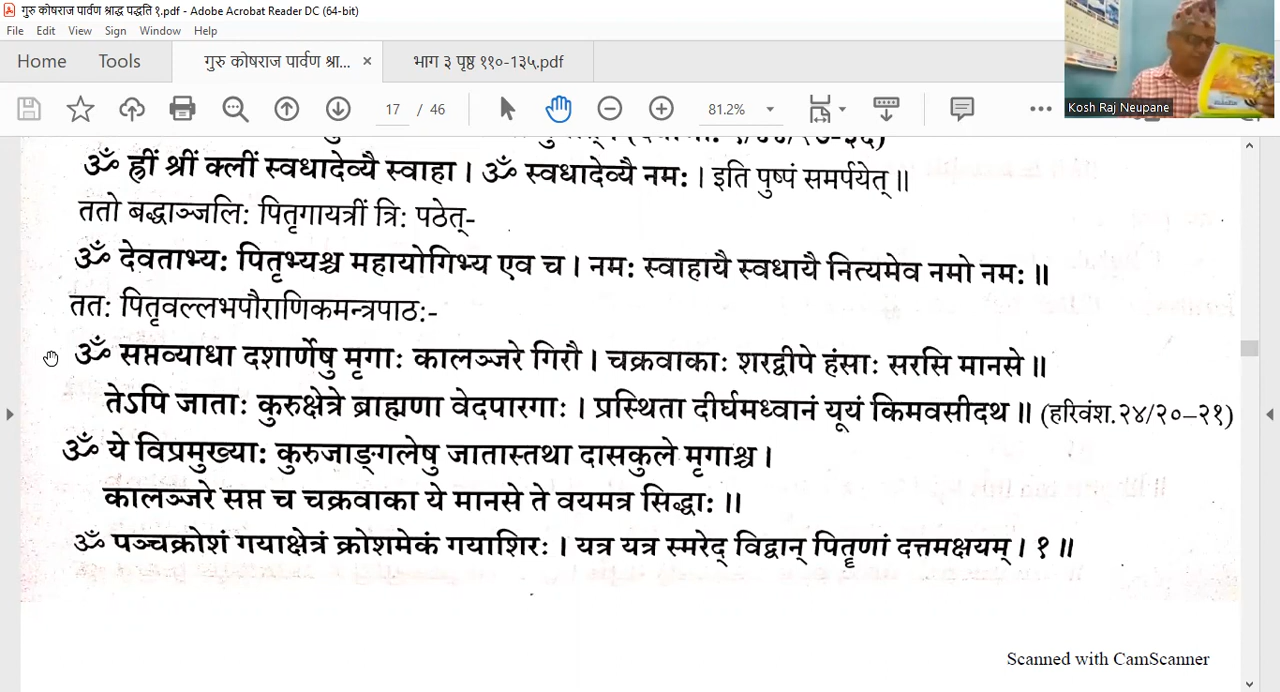 गुरु कोषराज पार्वण श्राद्ध पद्धति १.pdf - Adobe Acrobat Reader DC (64-bit)
File Edit View Sign Window Help
Home Tools गुरु कोषराज पार्वण श्रा... × भाग ३ पृष्ठ ११०-१३५.pdf
17 / 46 81.2%
Kosh Raj Neupane
ॐ ह्रीं श्रीं क्लीं स्वधादेव्यै स्वाहा । ॐ स्वधादेव्यै नमः । इति पुष्पं समर्पयेत् ॥
ततो बद्धाञ्जलिः पितृगायत्रीं त्रिः पठेत्-
ॐ देवताभ्यः पितृभ्यश्च महायोगिभ्य एव च । नमः स्वाहायै स्वधायै नित्यमेव नमो नमः ॥
ततः पितृवल्लभपौराणिकमन्त्रपाठः-
ॐ सप्तव्याधा दशार्णेषु मृगाः कालञ्जरे गिरौ । चक्रवाकाः शरद्वीपे हंसाः सरसि मानसे ॥
तेऽपि जाताः कुरुक्षेत्रे ब्राह्मणा वेदपारगाः । प्रस्थिता दीर्घमध्वानं यूयं किमवसीदथ ॥ (हरिवंश.२४/२०–२१)
ॐ ये विप्रमुख्याः कुरुजाङ्गलेषु जातास्तथा दासकुले मृगाश्च ।
कालञ्जरे सप्त च चक्रवाका ये मानसे ते वयमत्र सिद्धाः ॥
ॐ पञ्चक्रोशं गयाक्षेत्रं क्रोशमेकं गयाशिरः । यत्र यत्र स्मरेद् विद्वान् पितॄणां दत्तमक्षयम् । १ ॥
Scanned with CamScanner